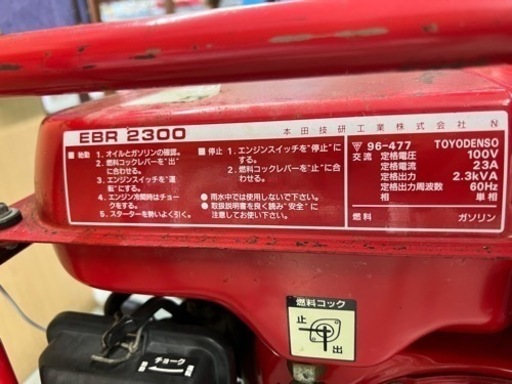 EBR 2300 本田技研工業株式会社 N
■始動 1. オイルとガソリンの確認。
2. 燃料コックレバーを"出"
に合わせる。
3. エンジンスイッチを"運
転"にする。
4. エンジン冷間時はチョー
クをする。
5. スターターを勢いよく引く。
■停止 1. エンジンスイッチを"停止"に
する。
2. 燃料コックレバーを"止"に合
わせる。
● 雨水中では使用しないで下さい。
● 取扱説明書を良く読み"安全"に
注意してお使い下さい。
96-477 TOYODENSO
交流 定格電圧 100V
定格電流 23A
定格出力 2.3kVA
定格出力周波数 60Hz
相 単相
燃料 ガソリン
燃料コック
止
出
チョーク